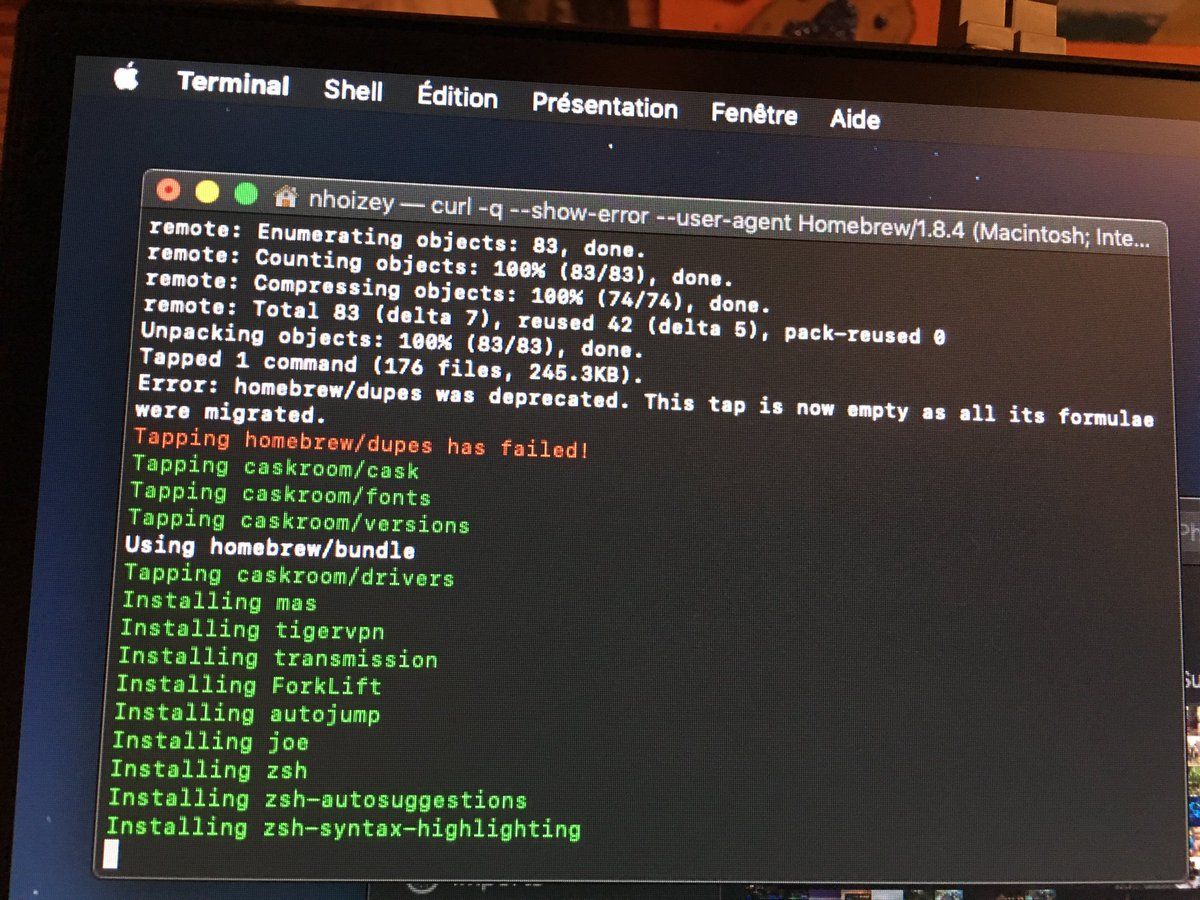 Terminal Shell Édition Présentation Fenêtre Aide
nhoizey — curl -q --show-error --user-agent Homebrew/1.8.4 (Macintosh; Inte...
remote: Enumerating objects: 83, done.
remote: Counting objects: 100% (83/83), done.
remote: Compressing objects: 100% (74/74), done.
remote: Total 83 (delta 7), reused 42 (delta 5), pack-reused 0
Unpacking objects: 100% (83/83), done.
Tapped 1 command (176 files, 245.3KB).
Error: homebrew/dupes was deprecated. This tap is now empty as all its formulae
were migrated.
Tapping homebrew/dupes has failed!
Tapping caskroom/cask
Tapping caskroom/fonts
Tapping caskroom/versions
Using homebrew/bundle
Tapping caskroom/drivers
Installing mas
Installing tigervpn
Installing transmission
Installing ForkLift
Installing autojump
Installing joe
Installing zsh
Installing zsh-autosuggestions
Installing zsh-syntax-highlighting